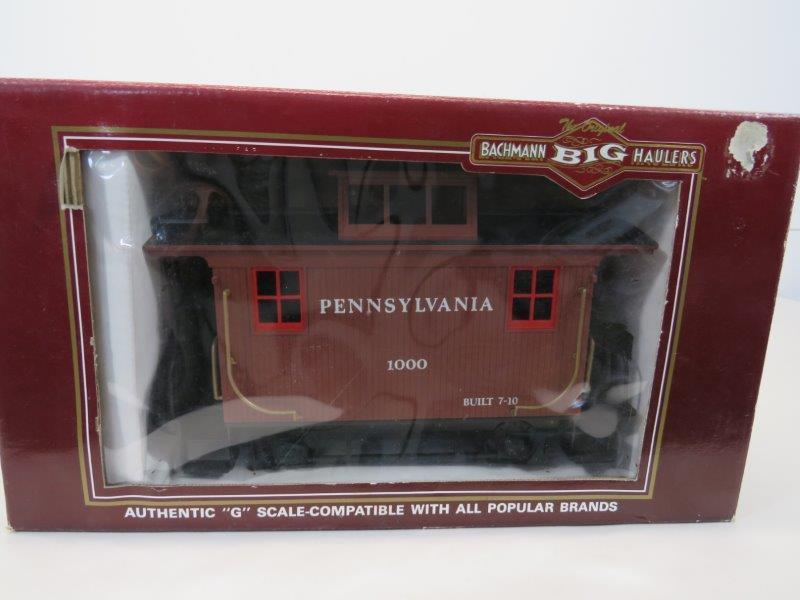 The Original
BACHMANN BIG HAULERS
PENNSYLVANIA
1000
BUILT 7-10
AUTHENTIC "G" SCALE-COMPATIBLE WITH ALL POPULAR BRANDS